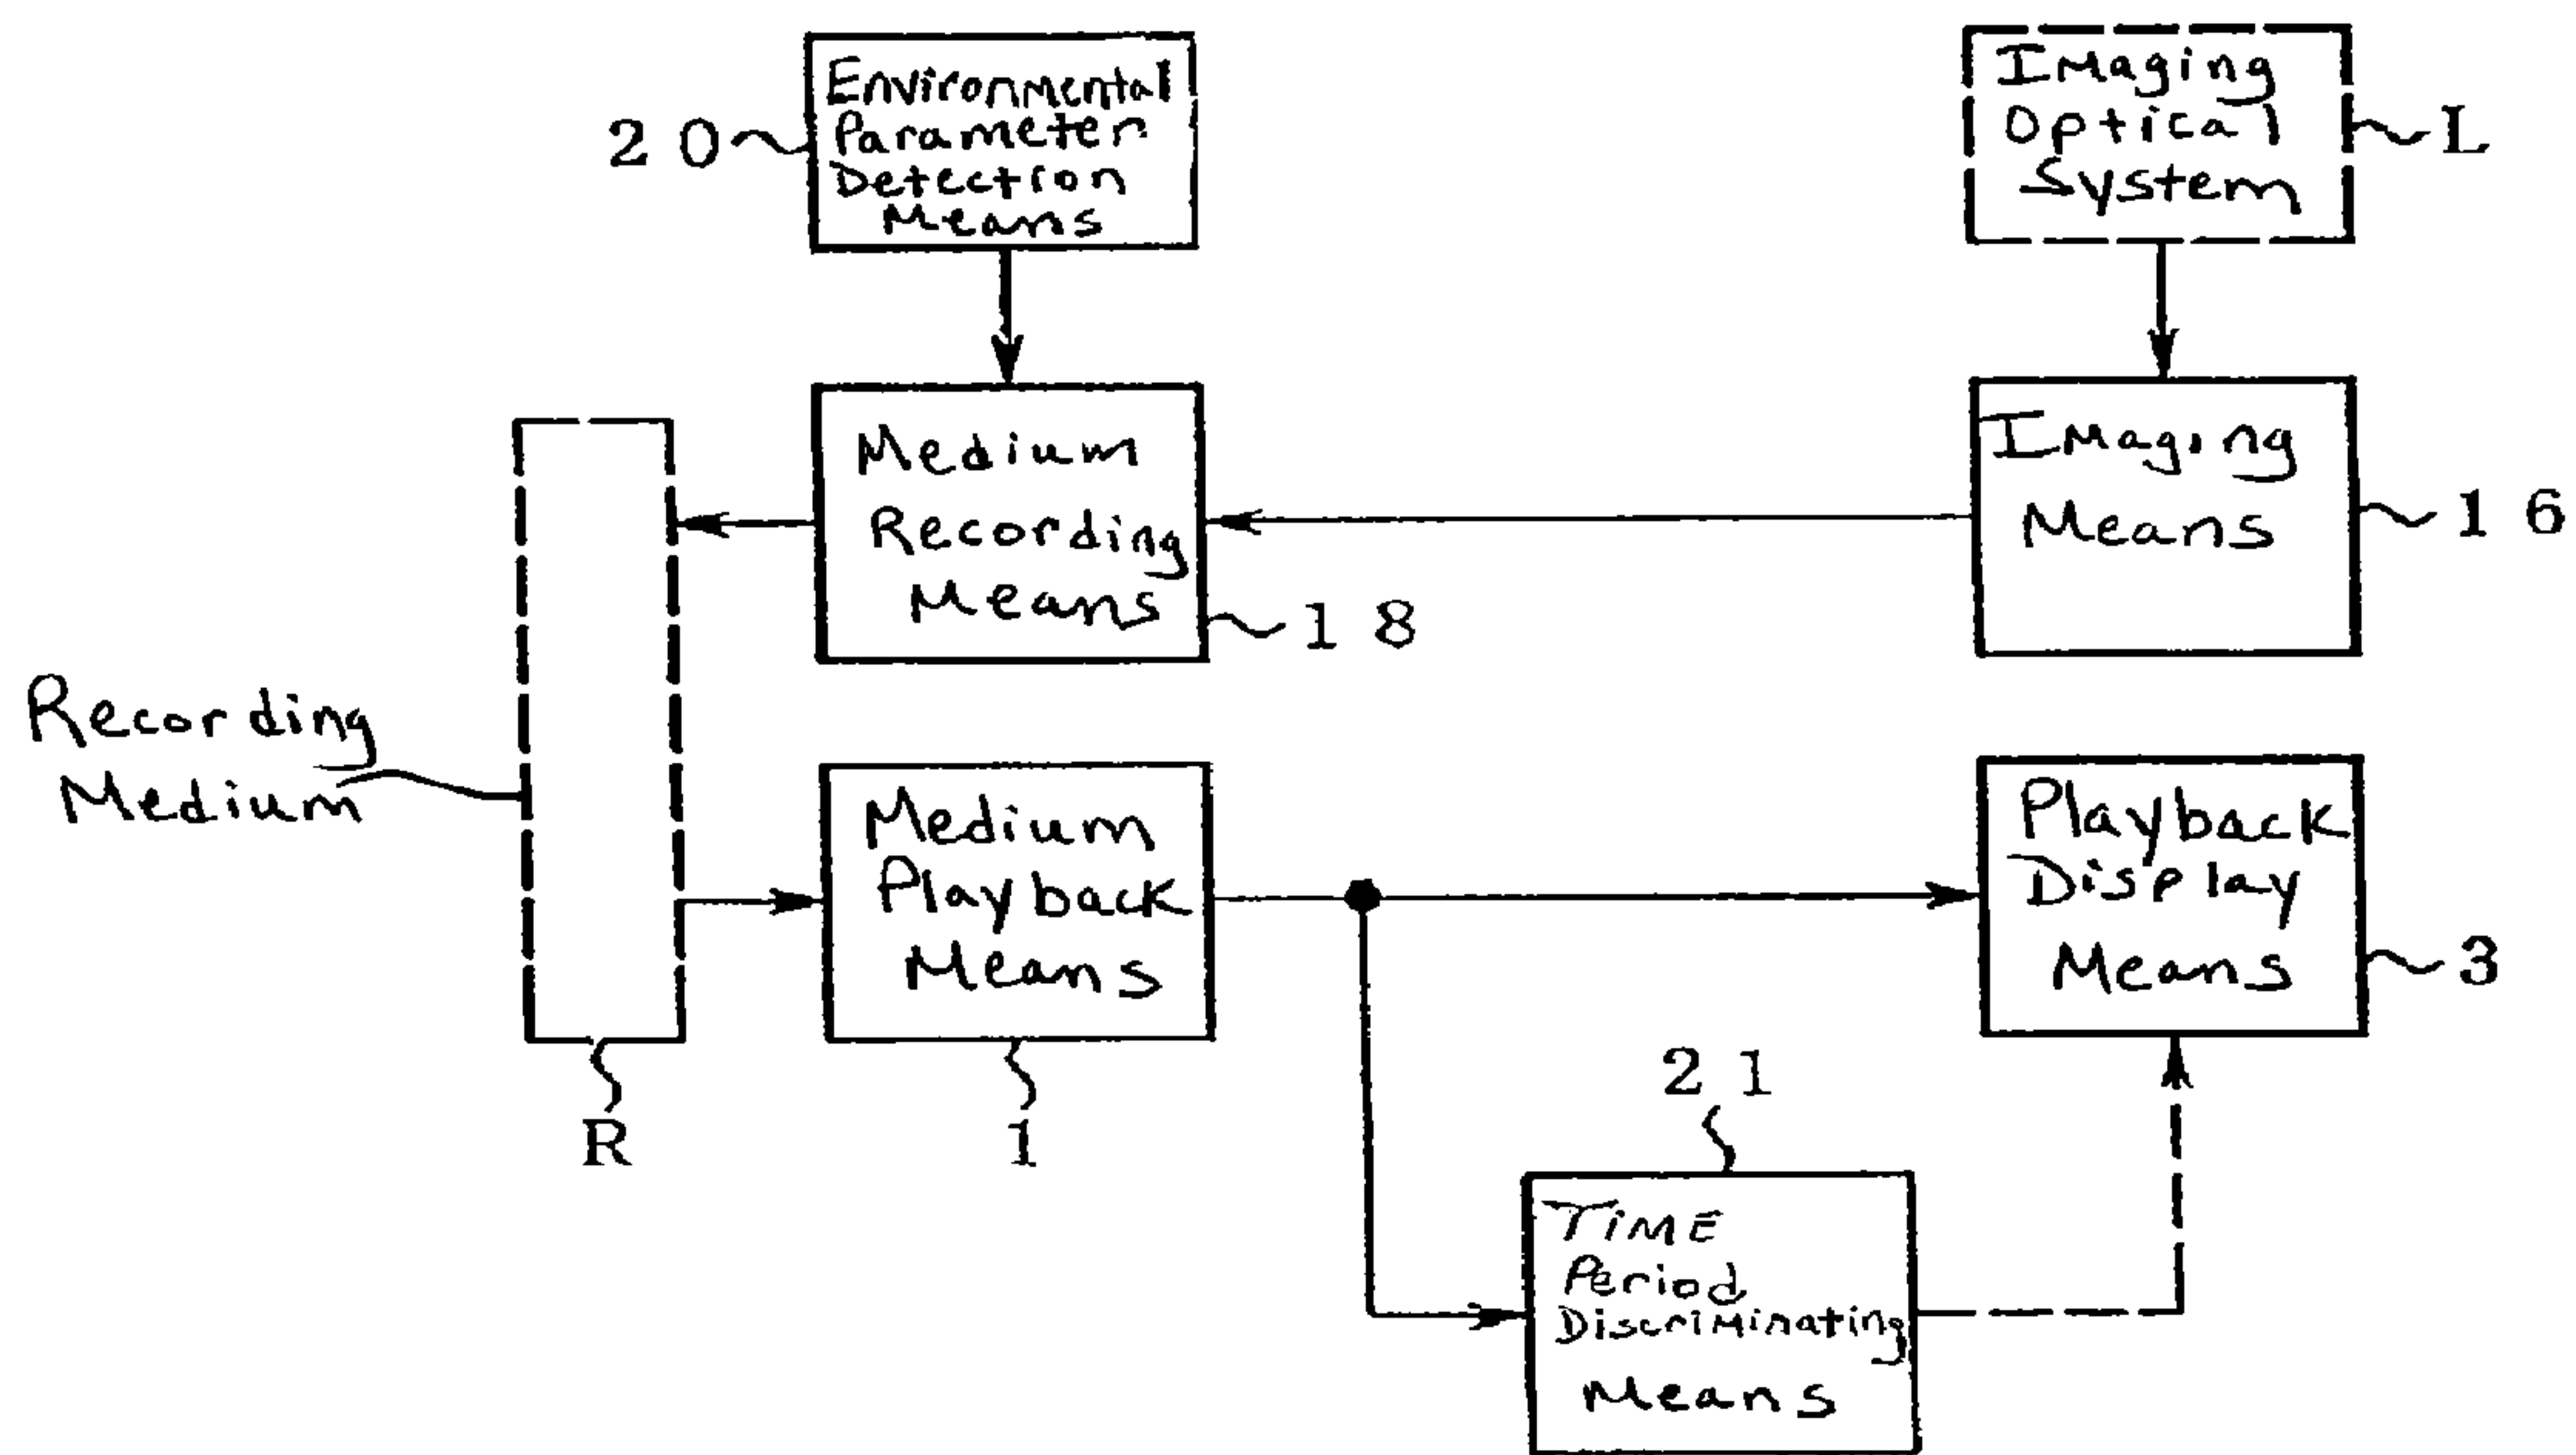 Environmental
Parameter
Detection
Means
20
Imaging
Optical
System
L
Medium
Recording
Means
18
Imaging
Means
16
Recording
Medium
R
Medium
Playback
Means
1
Playback
Display
Means
3
21
TIME
Period
Discriminating
Means